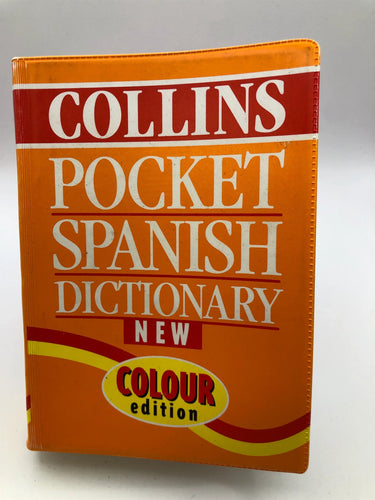 COLLINS
POCKET
SPANISH
DICTIONARY
NEW
COLOUR
edition